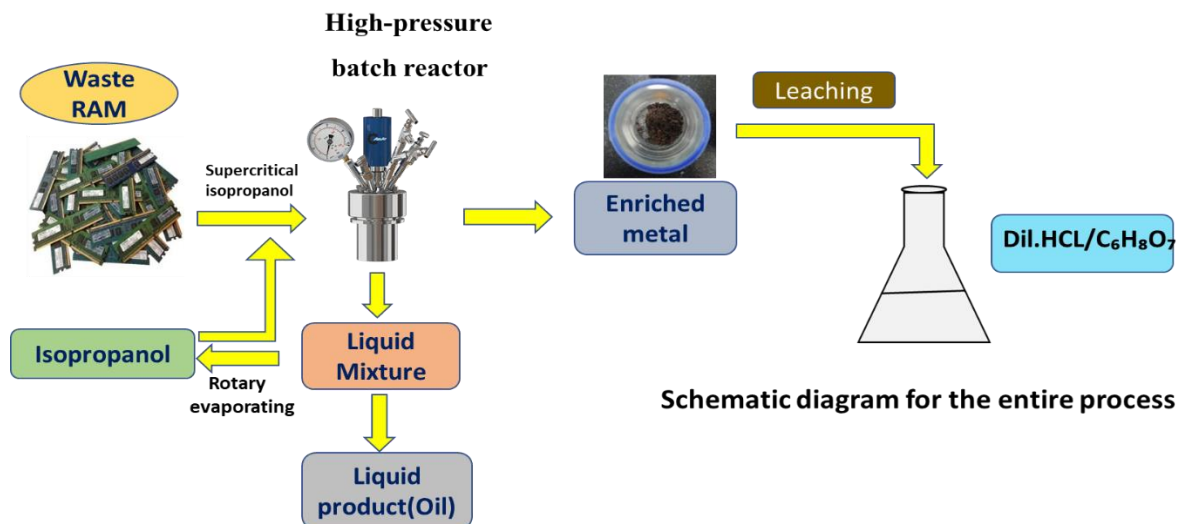 High-pressure
batch reactor
Waste
RAM
Leaching
Supercritical
isopropanol
Enriched
metal
Dil.HCL/C₆H₈O₇
Isopropanol
Rotary
evaporating
Liquid
Mixture
Schematic diagram for the entire process
Liquid
product(Oil)